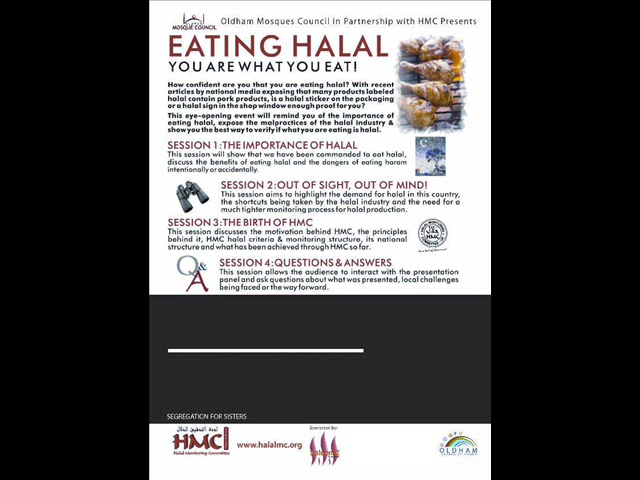 MOSQUE COUNCIL
Oldham Mosques Council in Partnership with HMC Presents
EATING HALAL
YOU ARE WHAT YOU EAT!
How confident are you that you are eating halal? With recent
articles by national media exposing that many products labeled
halal contain pork products, is a halal sticker on the packaging
or a halal sign in the shop window enough proof for you?
This eye-opening event will remind you of the importance of
eating halal, expose the malpractices of the halal industry &
show you the best way to verify if what you are eating is halal.
SESSION 1: THE IMPORTANCE OF HALAL
This session will show that we have been commanded to eat halal,
discuss the benefits of eating halal and the dangers of eating haram
intentionally or accidentally.
SESSION 2: OUT OF SIGHT, OUT OF MIND!
This session aims to highlight the demand for halal in this country,
the shortcuts being taken by the halal industry and the need for a
much tighter monitoring process for halal production.
SESSION 3: THE BIRTH OF HMC
This session discusses the motivation behind HMC, the principles
behind it, HMC halal criteria & monitoring structure, its national
structure and what has been achieved through HMC so far.
HMC
Q&A
SESSION 4: QUESTIONS & ANSWERS
This session allows the audience to interact with the presentation
panel and ask questions about what was presented, local challenges
being faced or the way forward.
SEGREGATION FOR SISTERS
لجنة التحقيق للحلال
HMC
Halal Monitoring Committee
www.halalmc.org
Sponsored by:
OLDHAM